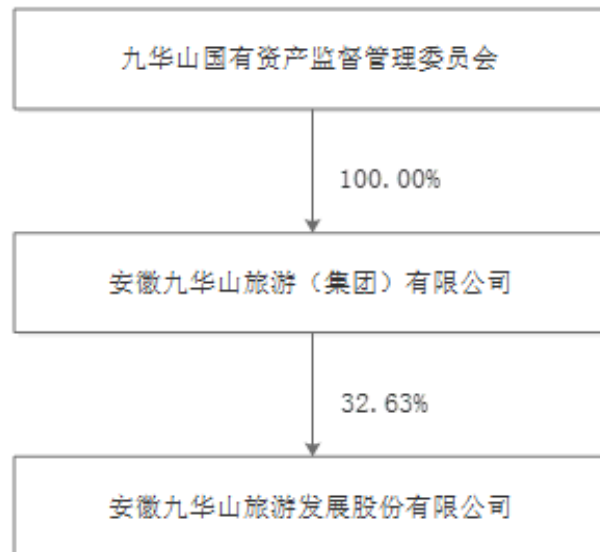 九华山国有资产监督管理委员会
100.00%
安徽九华山旅游（集团）有限公司
32.63%
安徽九华山旅游发展股份有限公司